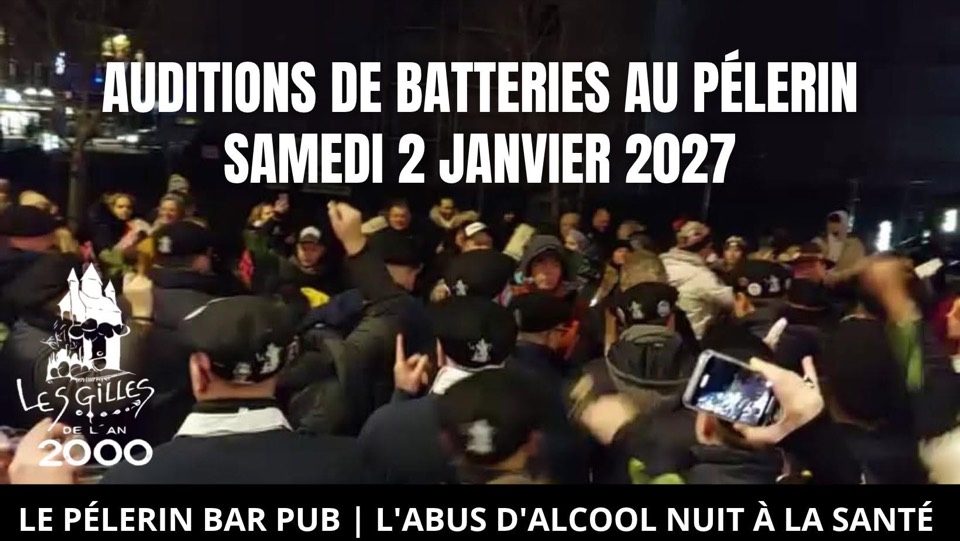 AUDITIONS DE BATTERIES AU PÉLERIN
SAMEDI 2 JANVIER 2027
LES GILLES
DE L'AN
2000
LE PÉLERIN BAR PUB | L'ABUS D'ALCOOL NUIT À LA SANTÉ